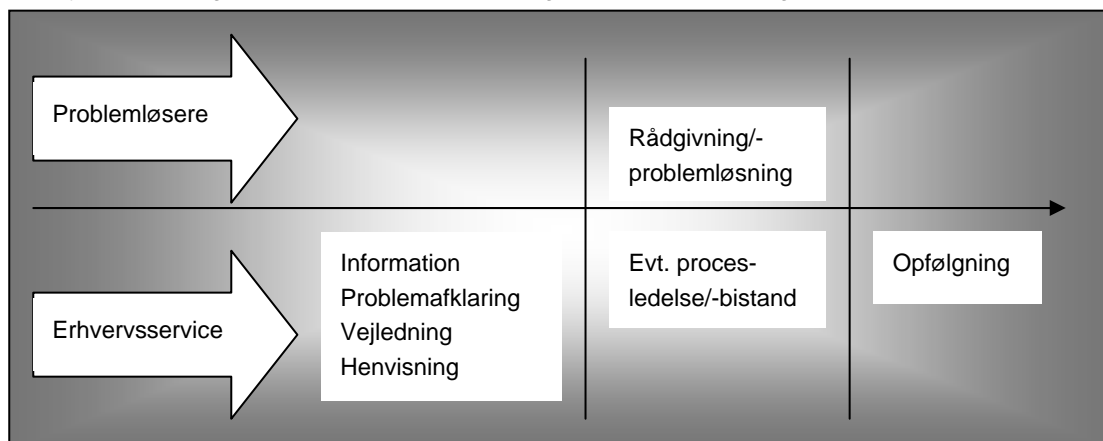 Problemløsere
Rådgivning/-
problemløsning
Erhvervsservice
Information
Problemafklaring
Vejledning
Henvisning
Evt. proces-
ledelse/-bistand
Opfølgning